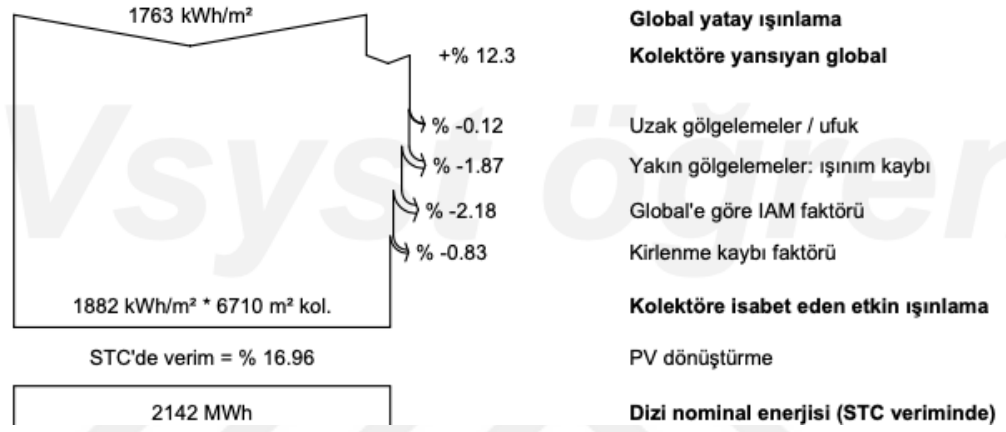 1763 kWh/m² Global yatay ışınlama
+% 12.3 Kolektöre yansıyan global
% -0.12 Uzak gölgelemeler / ufuk
% -1.87 Yakın gölgelemeler: ışınım kaybı
% -2.18 Global'e göre IAM faktörü
% -0.83 Kirlenme kaybı faktörü
1882 kWh/m² * 6710 m² kol. Kolektöre isabet eden etkin ışınlama
STC'de verim = % 16.96 PV dönüştürme
2142 MWh Dizi nominal enerjisi (STC veriminde)
Vsyst öğrer